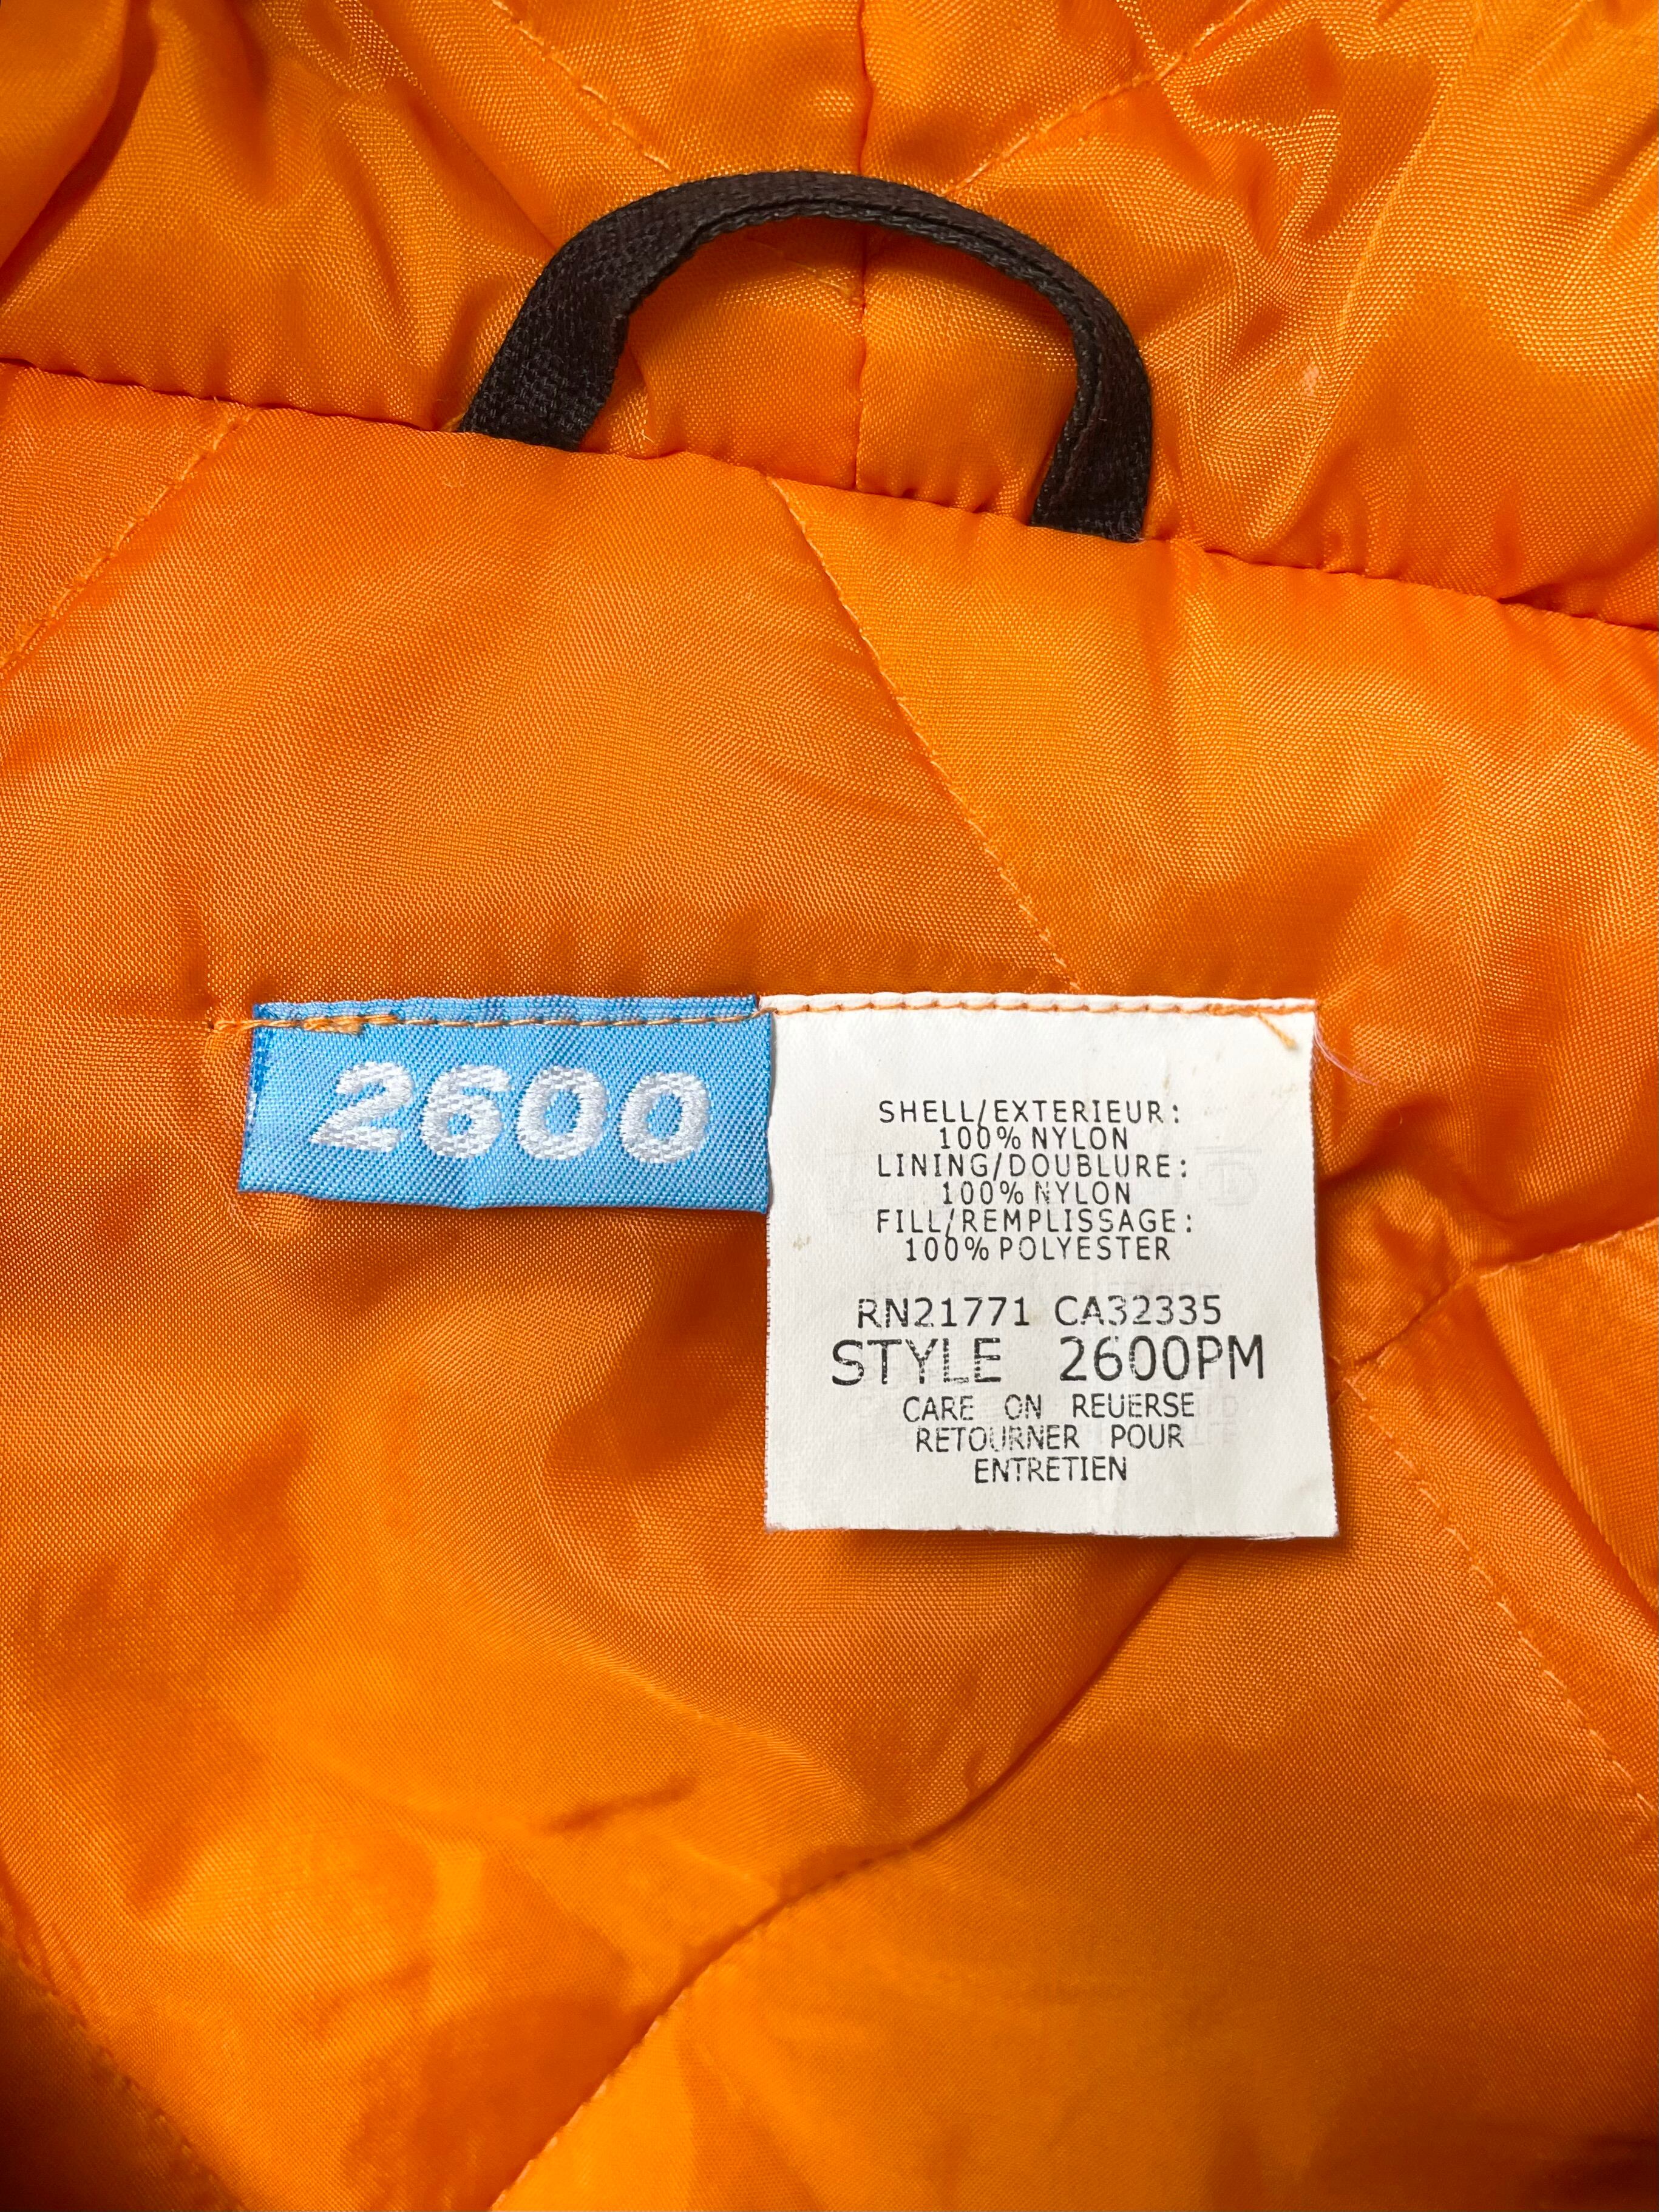 2600
SHELL/EXTERIEUR:
100% NYLON
LINING/DOUBLURE:
100% NYLON
FILL/REMPLISSAGE:
100% POLYESTER
RN21771 CA32335
STYLE 2600PM
CARE ON REUERSE
RETOURNER POUR
ENTRETIEN